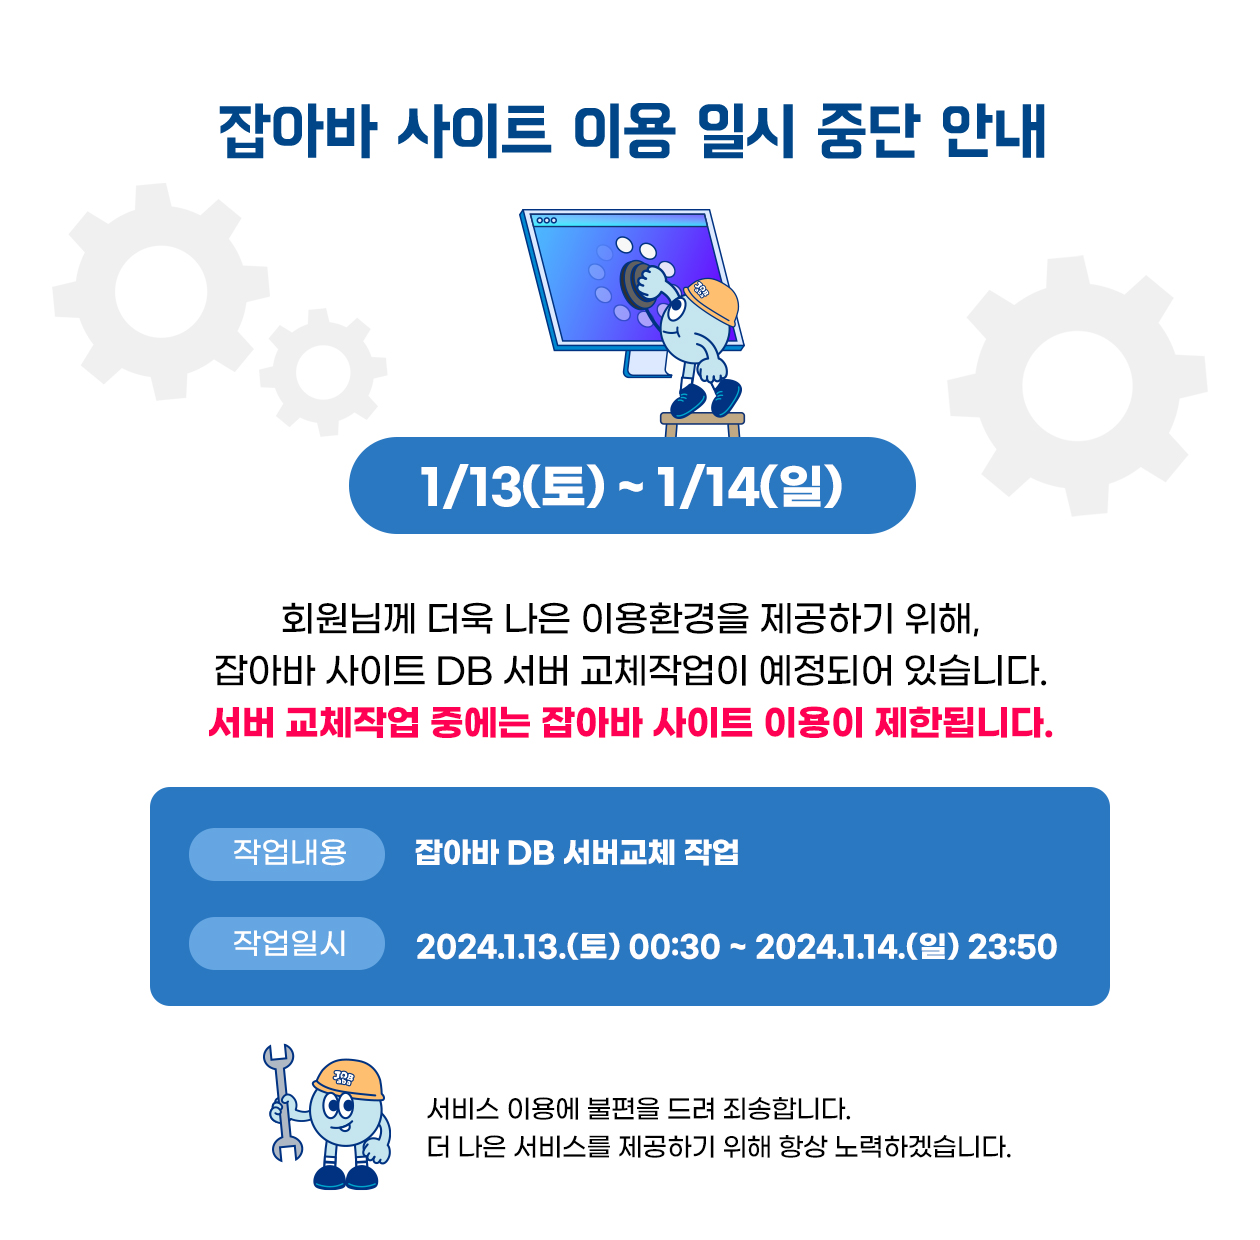 잡아바 사이트 이용 일시 중단 안내
JOB
aba
1/13(토) ~ 1/14(일)
회원님께 더욱 나은 이용환경을 제공하기 위해,
잡아바 사이트 DB 서버 교체작업이 예정되어 있습니다.
서버 교체작업 중에는 잡아바 사이트 이용이 제한됩니다.
작업내용 잡아바 DB 서버교체 작업
작업일시 2024.1.13.(토) 00:30 ~ 2024.1.14.(일) 23:50
JOB
aba
서비스 이용에 불편을 드려 죄송합니다.
더 나은 서비스를 제공하기 위해 항상 노력하겠습니다.